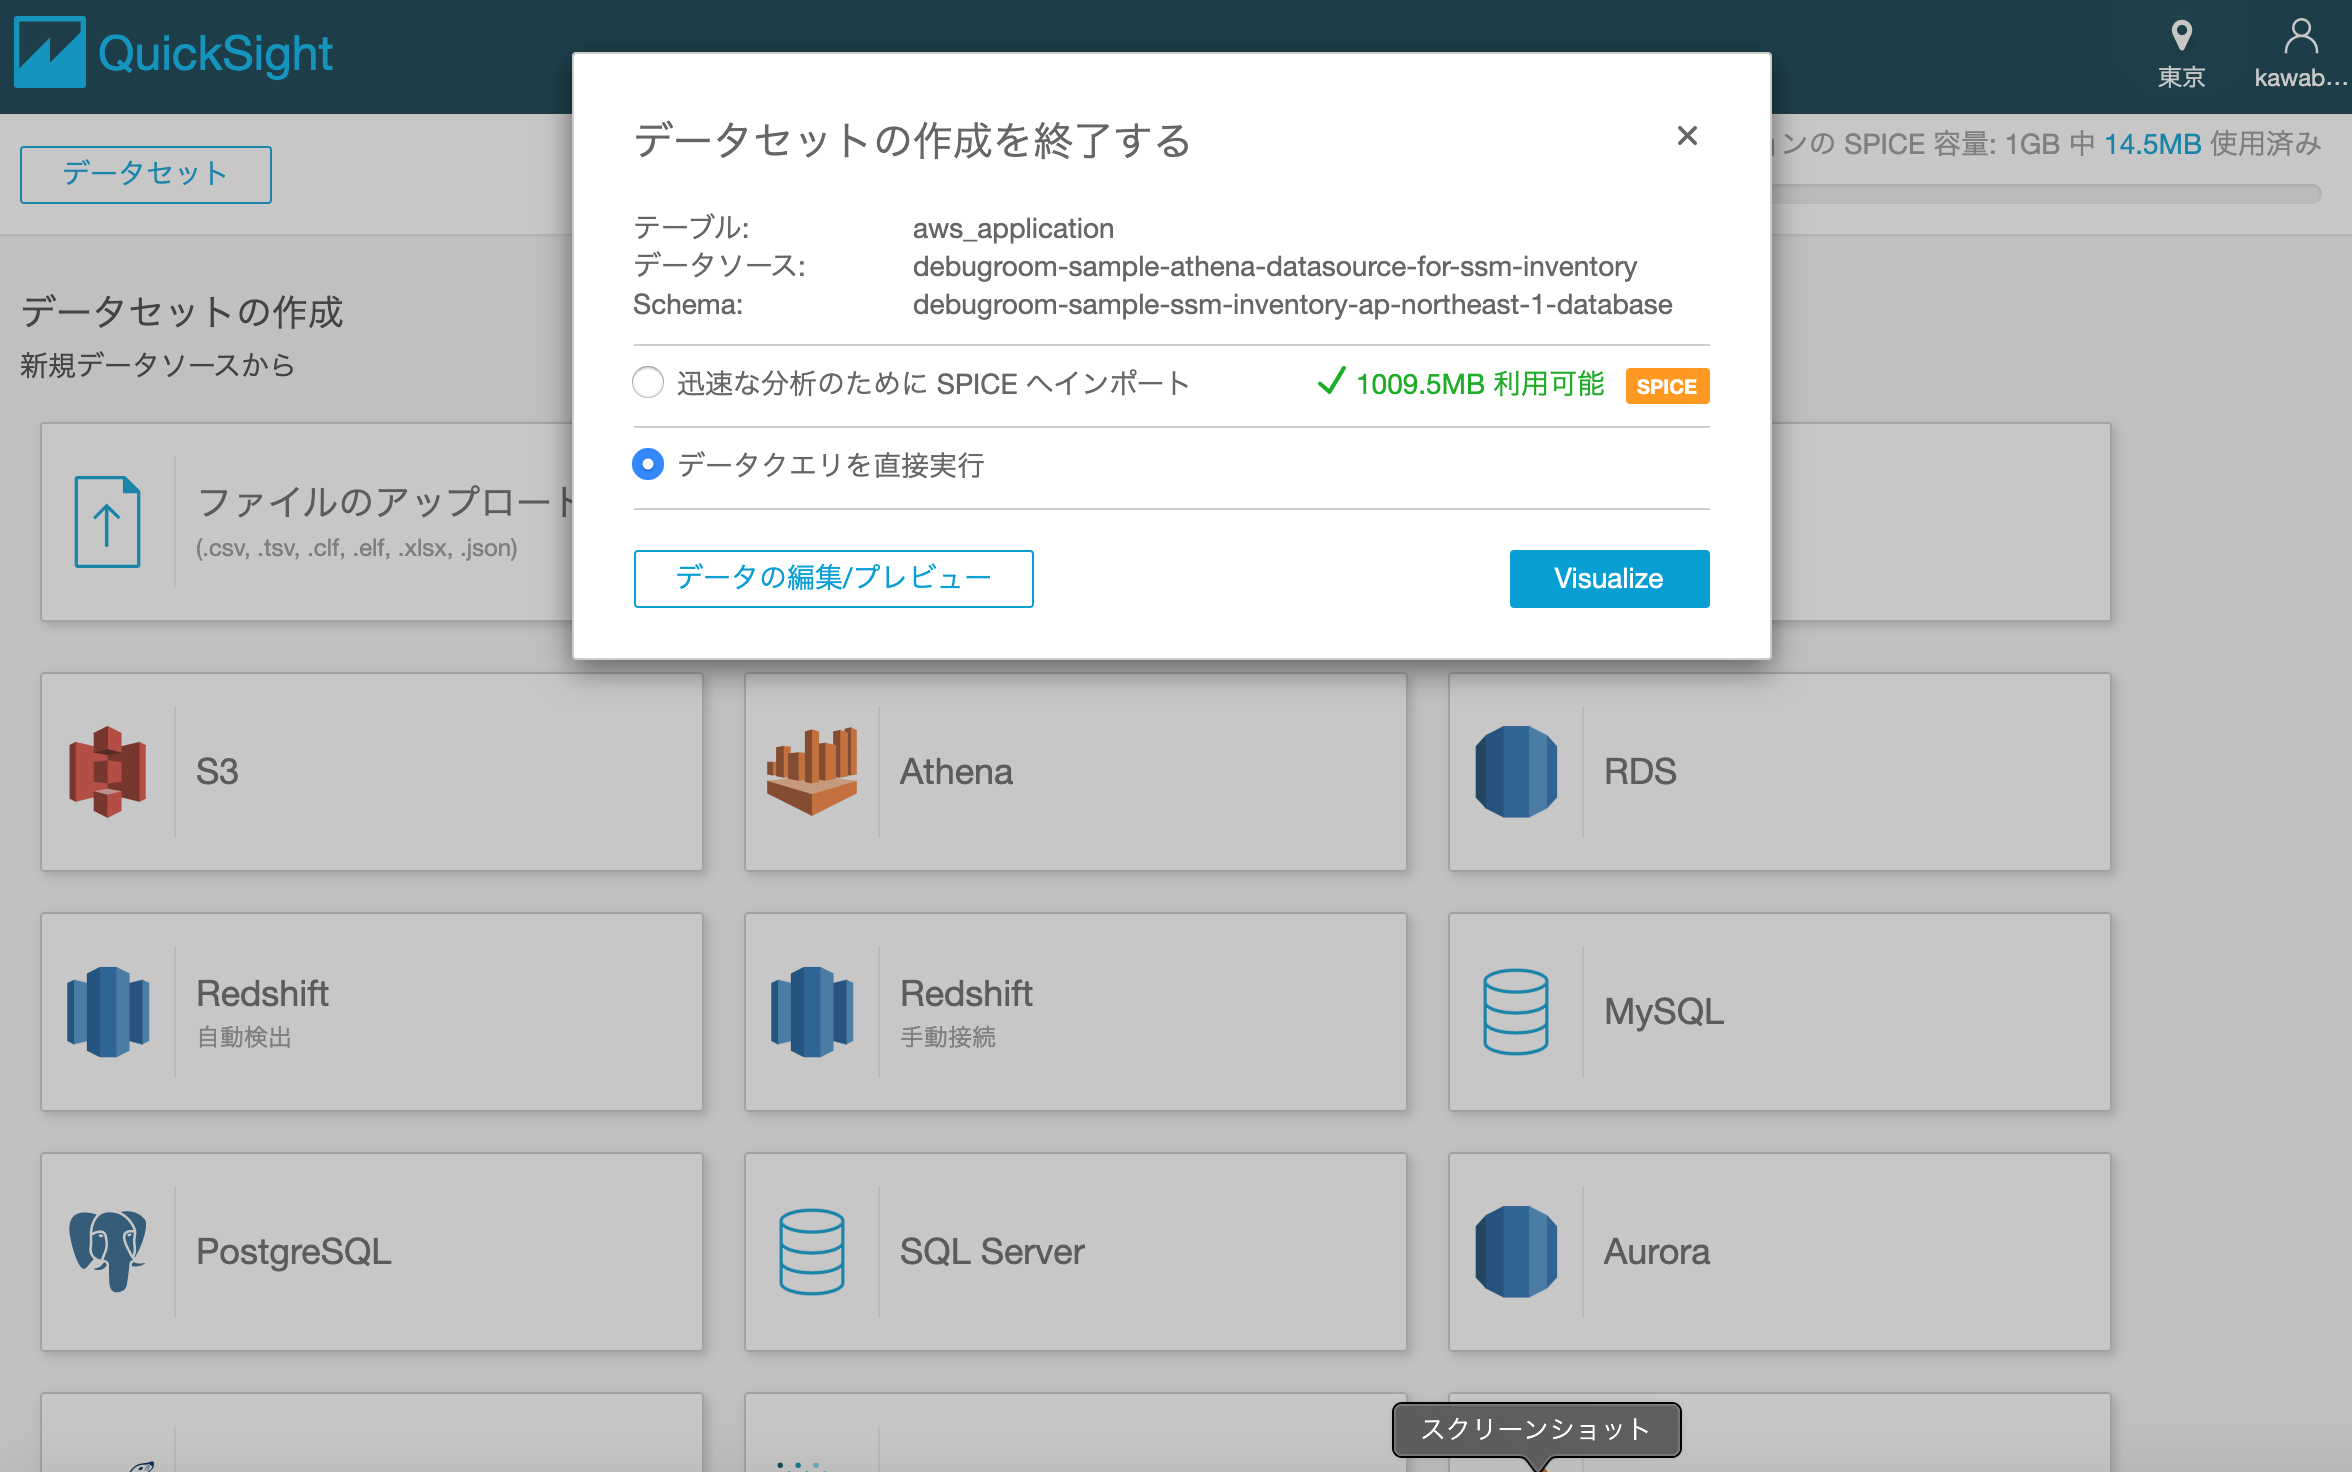 QuickSight
東京
kawab...
データセット
ンの SPICE 容量: 1GB 中 14.5MB 使用済み
データセットの作成を終了する
テーブル: aws_application
データソース: debugroom-sample-athena-datasource-for-ssm-inventory
Schema: debugroom-sample-ssm-inventory-ap-northeast-1-database
迅速な分析のために SPICE へインポート 1009.5MB 利用可能 SPICE
データクエリを直接実行
データの編集/プレビュー Visualize
データセットの作成
新規データソースから
ファイルのアップロート
(.csv, .tsv, .clf, .elf, .xlsx, .json)
S3
Athena
RDS
Redshift
自動検出
Redshift
手動接続
MySQL
PostgreSQL
SQL Server
Aurora
スクリーンショット